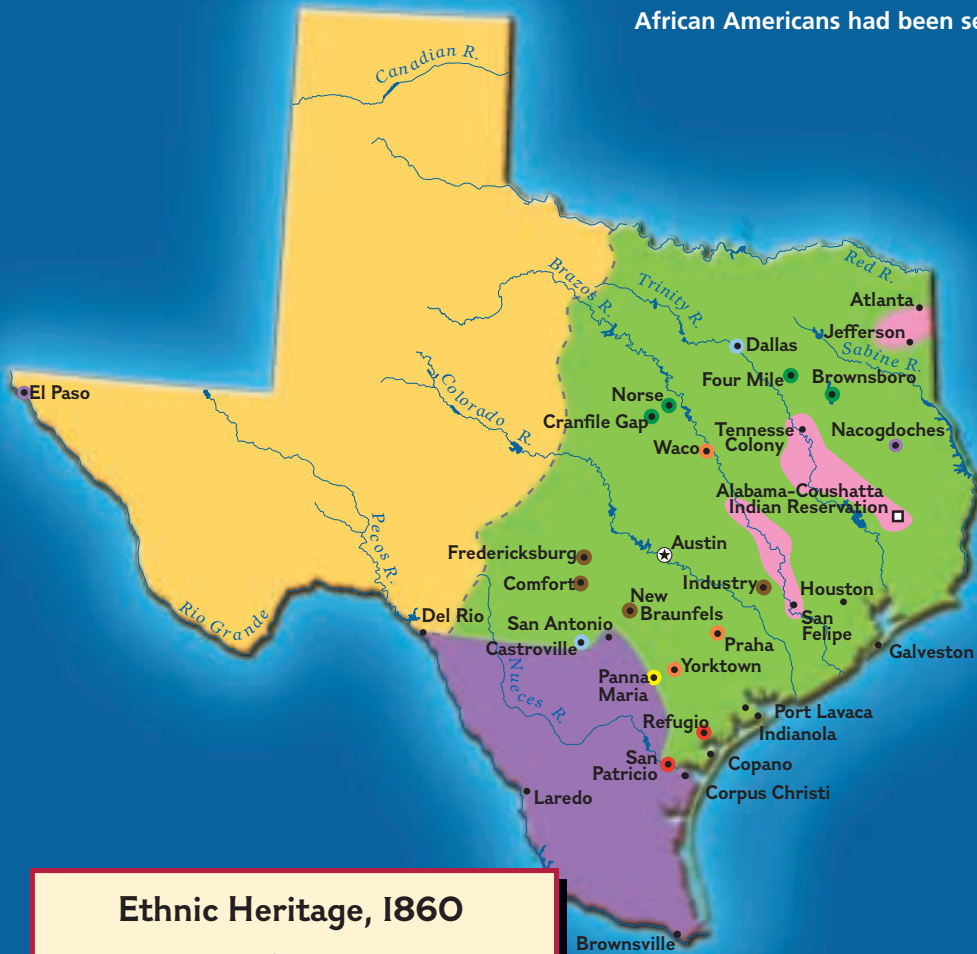 African Americans had been se
Canadian R.
Red R.
Brazos R.
Trinity R.
Atlanta
Jefferson
Sabine R.
Dallas
El Paso
Four Mile
Brownsboro
Colorado R.
Norse
Cranfile Gap
Tennesse
Colony
Nacogdoches
Waco
Alabama-Coushatta
Indian Reservation
Pecos R.
Austin
Fredericksburg
Comfort
Industry
Houston
New
Braunfels
San
Felipe
Rio Grande
Del Rio
San Antonio
Castroville
Praha
Galveston
Nueces R.
Yorktown
Panna
Maria
Refugio
Port Lavaca
Indianola
San
Patricio
Copano
Corpus Christi
Laredo
Ethnic Heritage, 1860
Brownsville